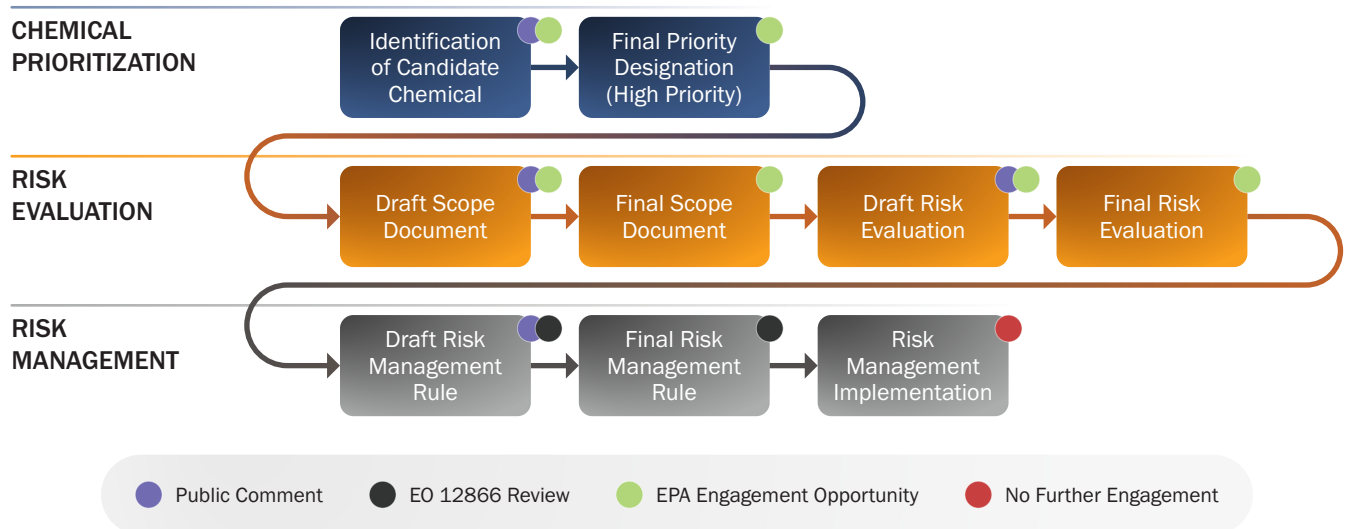 CHEMICAL
PRIORITIZATION
Identification
of Candidate
Chemical
Final Priority
Designation
(High Priority)
RISK
EVALUATION
Draft Scope
Document
Final Scope
Document
Draft Risk
Evaluation
Final Risk
Evaluation
RISK
MANAGEMENT
Draft Risk
Management
Rule
Final Risk
Management
Rule
Risk
Management
Implementation
Public Comment
EO 12866 Review
EPA Engagement Opportunity
No Further Engagement